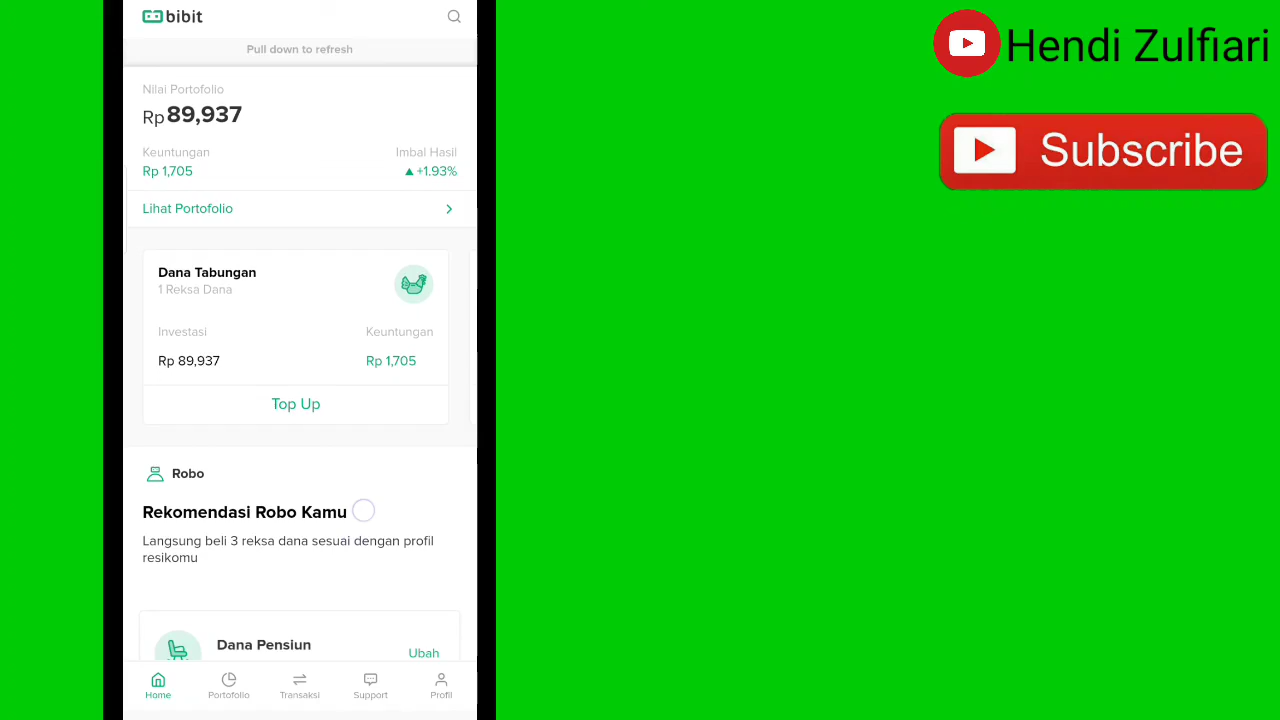 bibit
Pull down to refresh
Nilai Portofolio
Rp 89,937
Keuntungan Imbal Hasil
Rp 1,705 ▲ +1.93%
Lihat Portofolio >
Dana Tabungan
1 Reksa Dana
Investasi Keuntungan
Rp 89,937 Rp 1,705
Top Up
Robo
Rekomendasi Robo Kamu
Langsung beli 3 reksa dana sesuai dengan profil
resikomu
Dana Pensiun
Ubah
Home Portofolio Transaksi Support Profil
Hendi Zulfiari
Subscribe